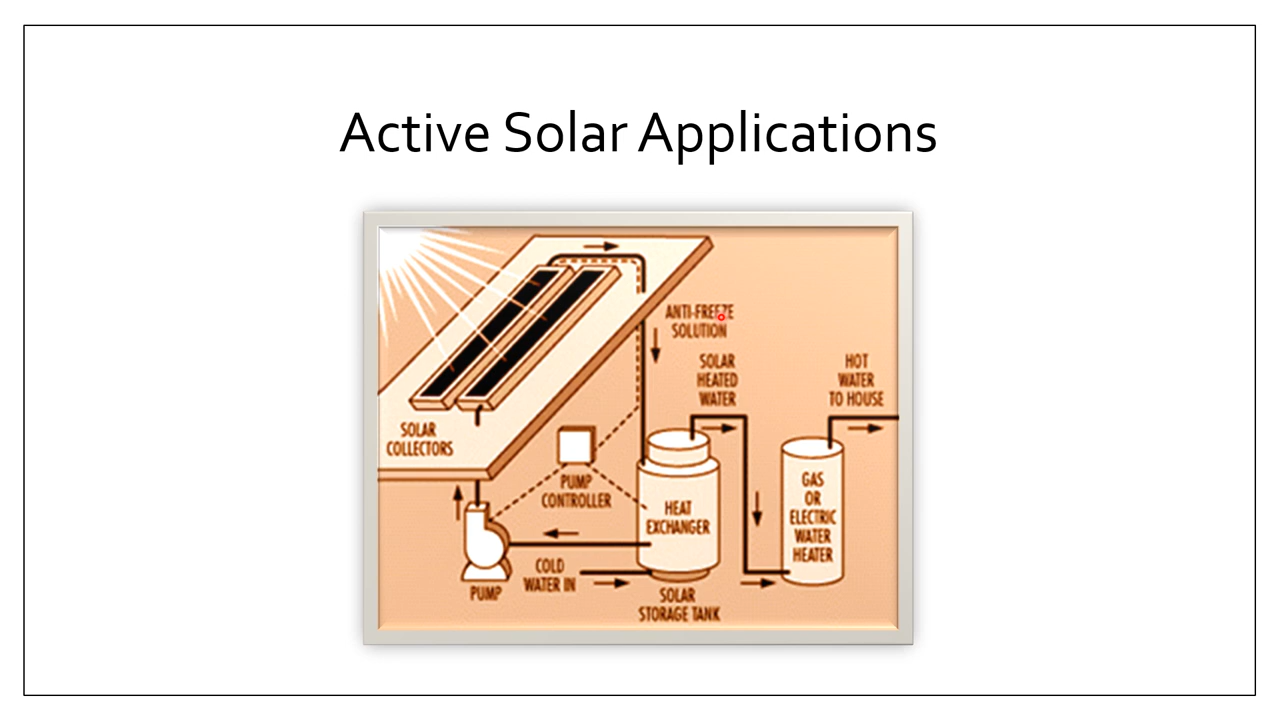 Active Solar Applications
ANTI-FREEZE
SOLUTION
SOLAR
HEATED
WATER
HOT
WATER
TO HOUSE
SOLAR
COLLECTORS
PUMP
CONTROLLER
HEAT
EXCHANGER
GAS
OR
ELECTRIC
WATER
HEATER
COLD
WATER IN
PUMP
SOLAR
STORAGE TANK